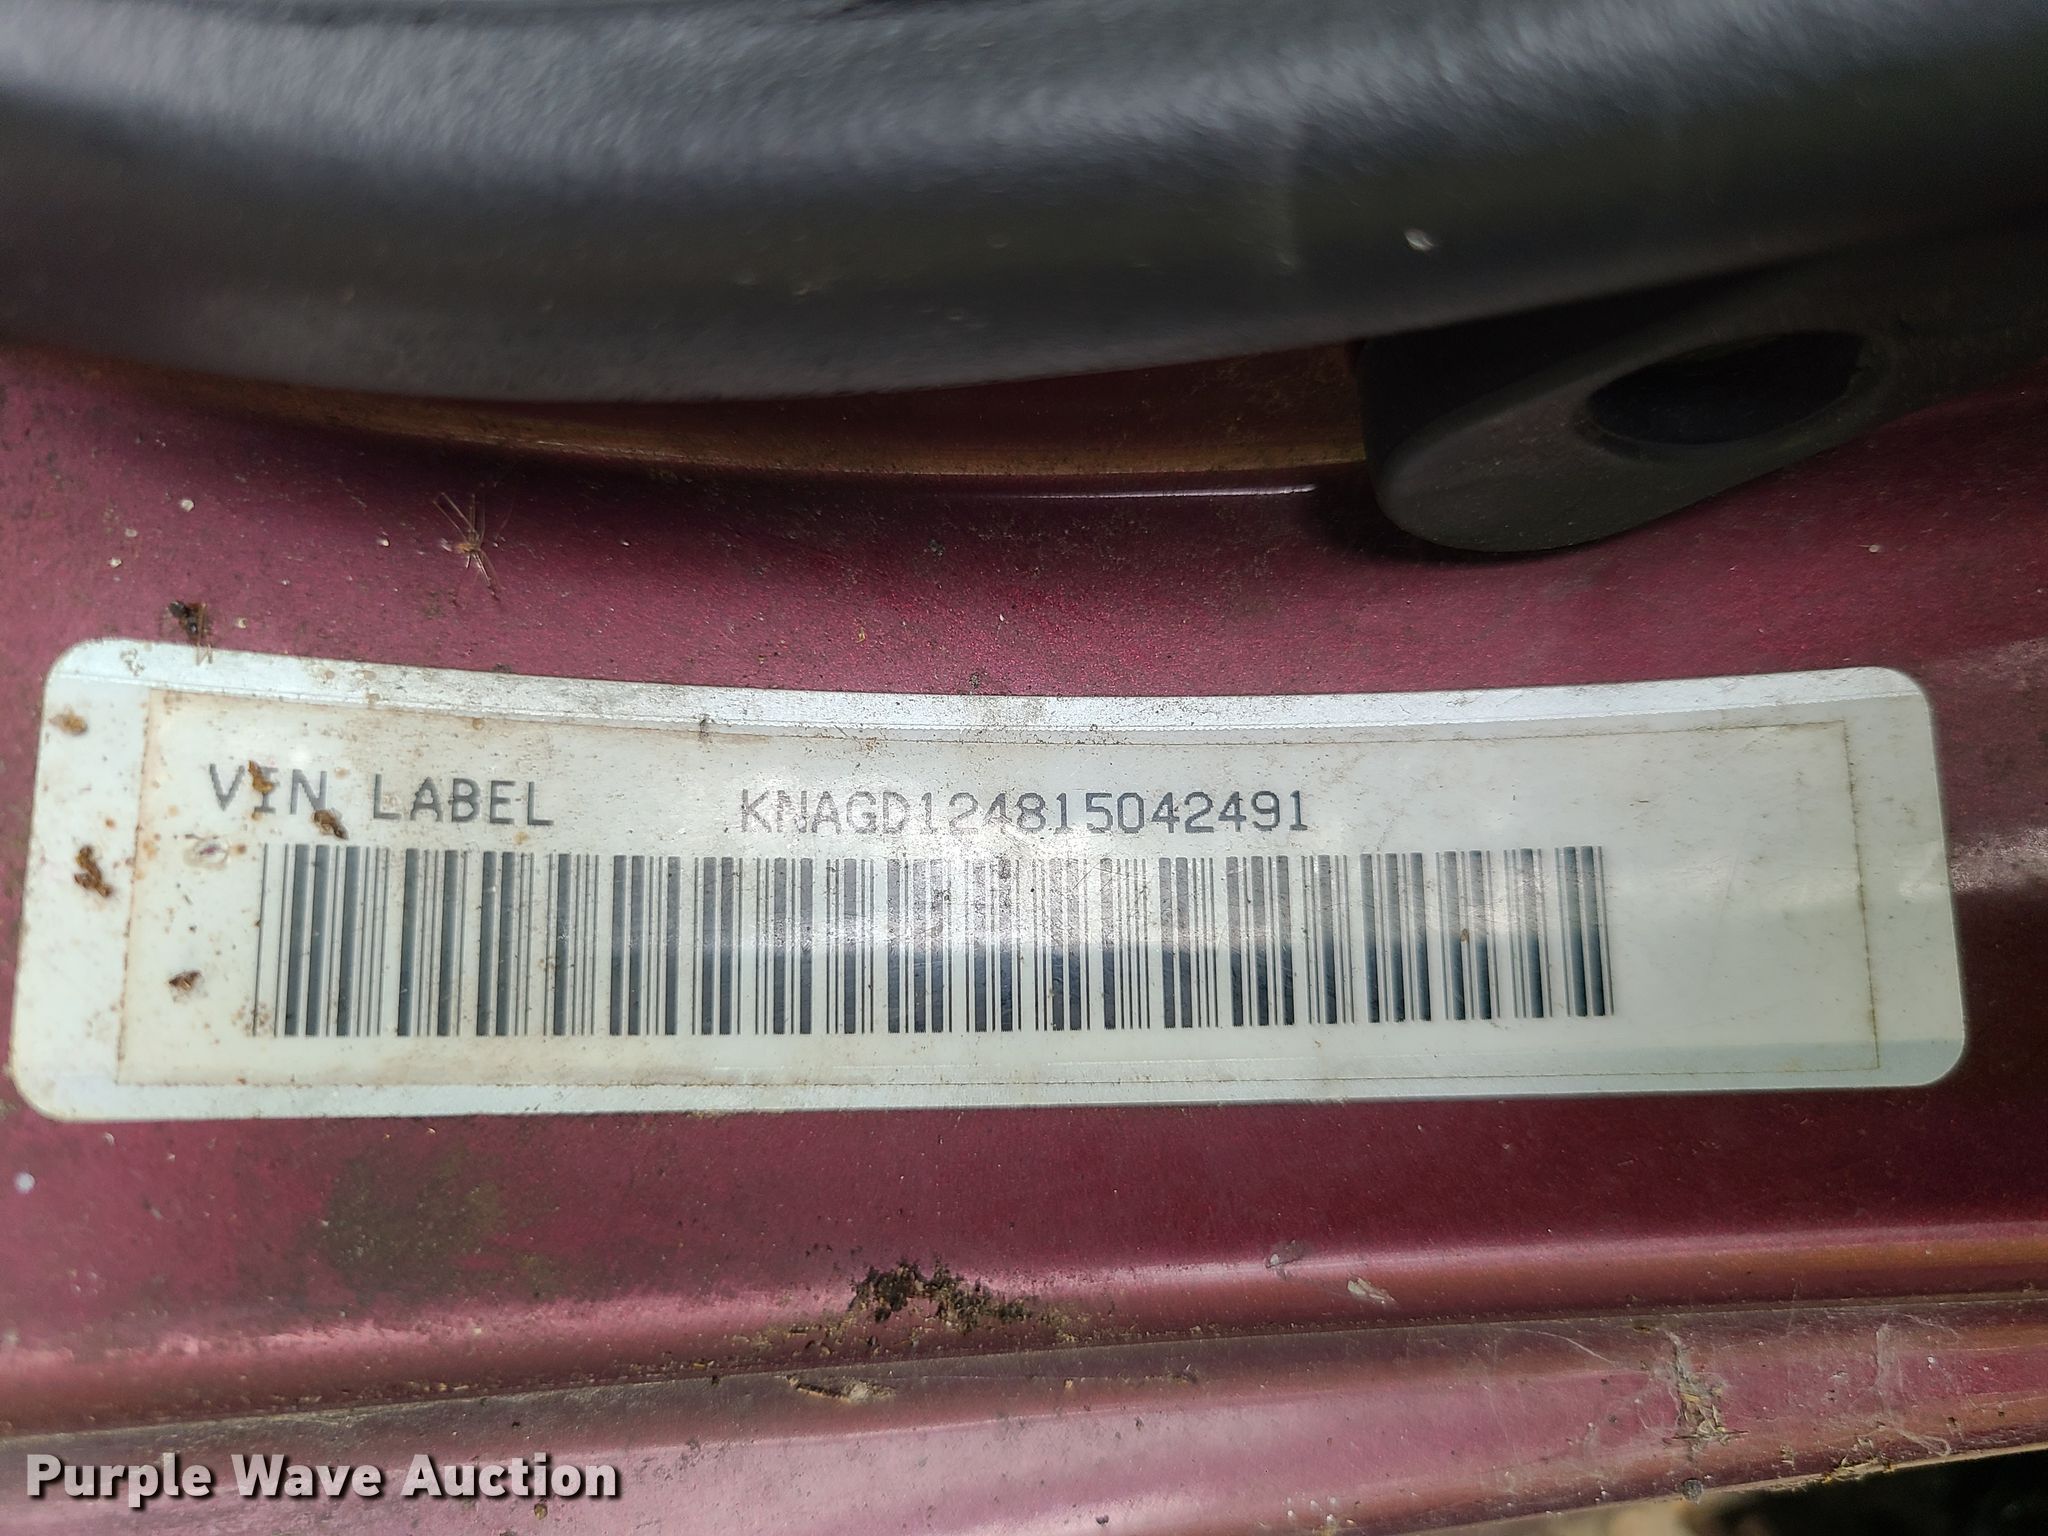 VIN LABEL KNAGD124815042491
Purple Wave Auction